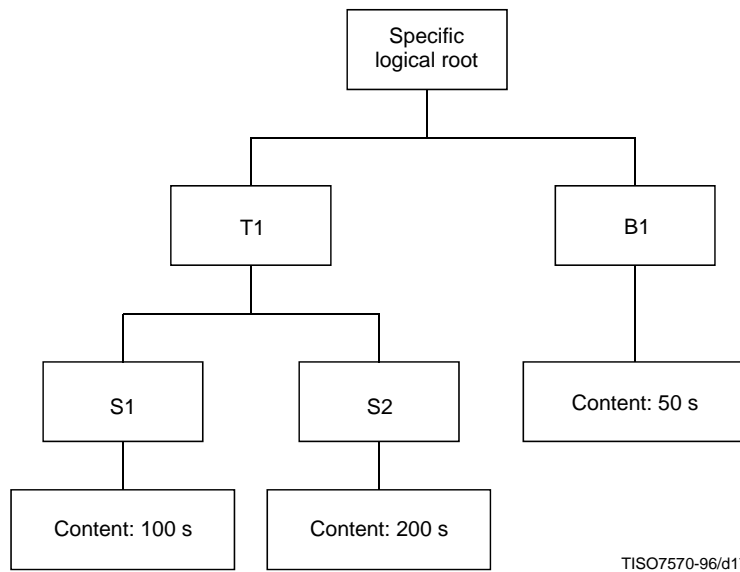 Specific
logical root
T1
B1
S1
S2
Content: 50 s
Content: 100 s
Content: 200 s